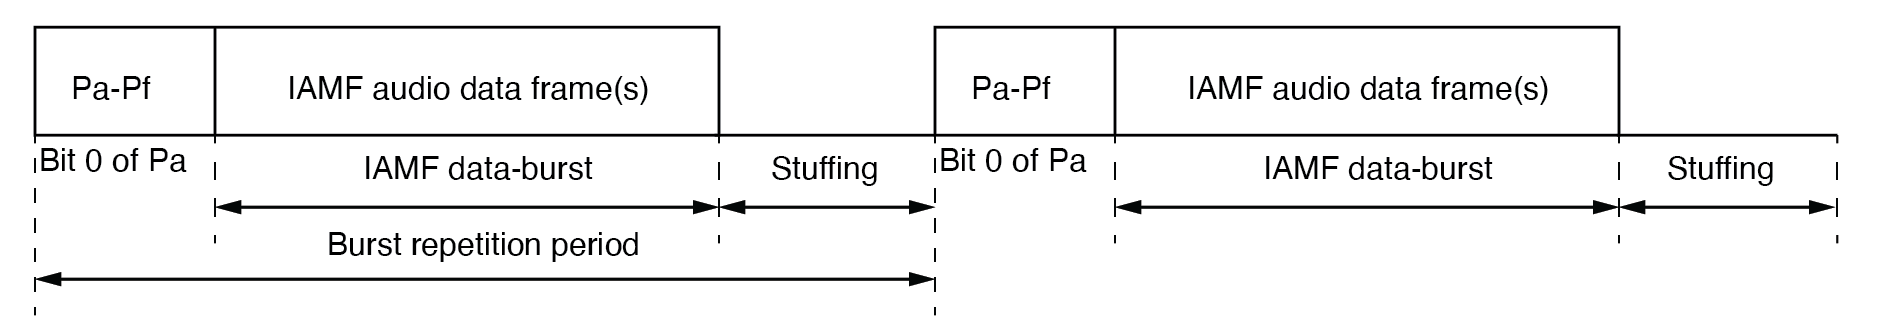 Pa-Pf
IAMF audio data frame(s)
Pa-Pf
IAMF audio data frame(s)
Bit 0 of Pa
IAMF data-burst
Stuffing
Bit 0 of Pa
IAMF data-burst
Stuffing
Burst repetition period